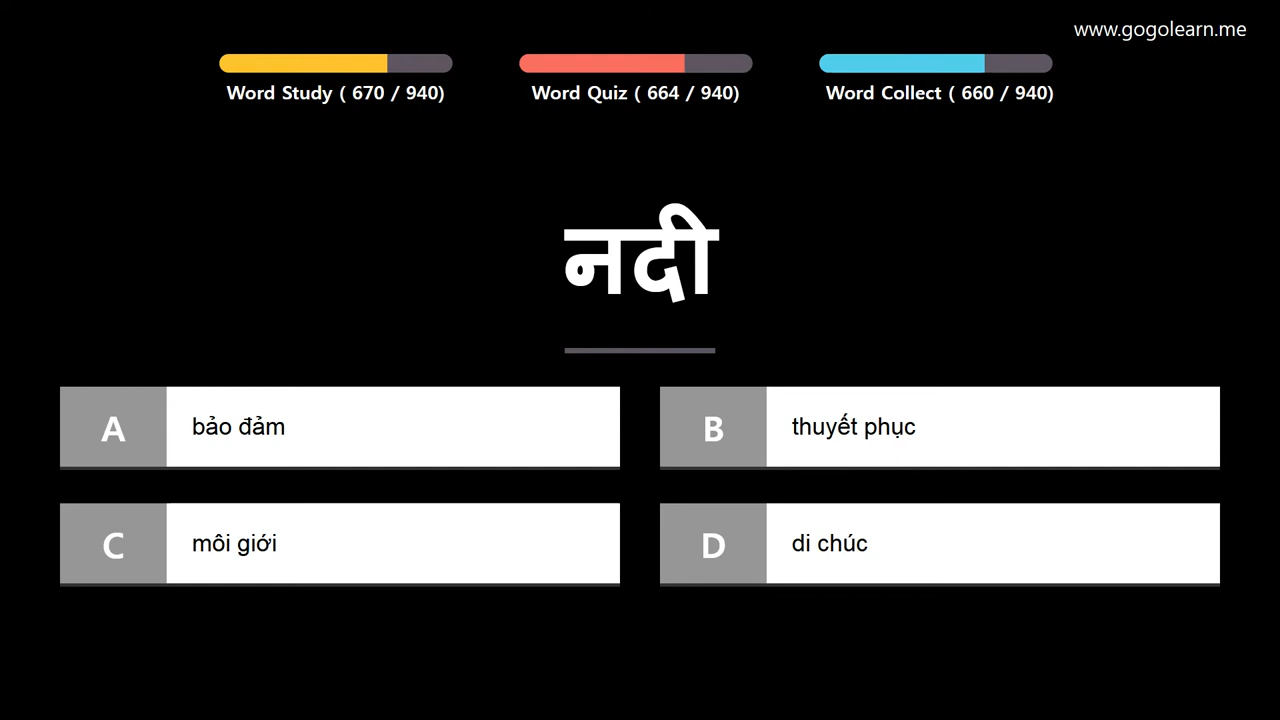 www.gogolearn.me
Word Study ( 670 / 940)
Word Quiz ( 664 / 940)
Word Collect ( 660 / 940)
नदी
A
bảo đảm
B
thuyết phục
C
môi giới
D
di chúc